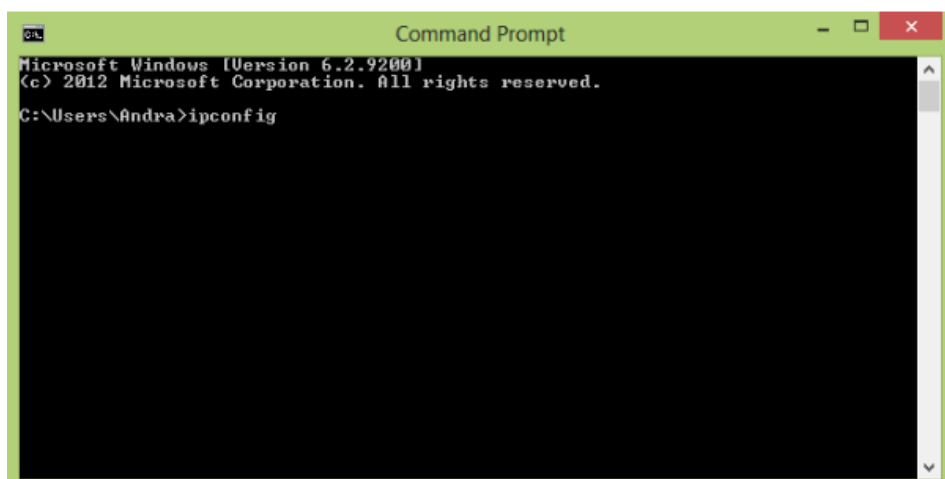 Command Prompt
Microsoft Windows [Version 6.2.9200]
(c) 2012 Microsoft Corporation. All rights reserved.
C:\Users\Andra>ipconfig